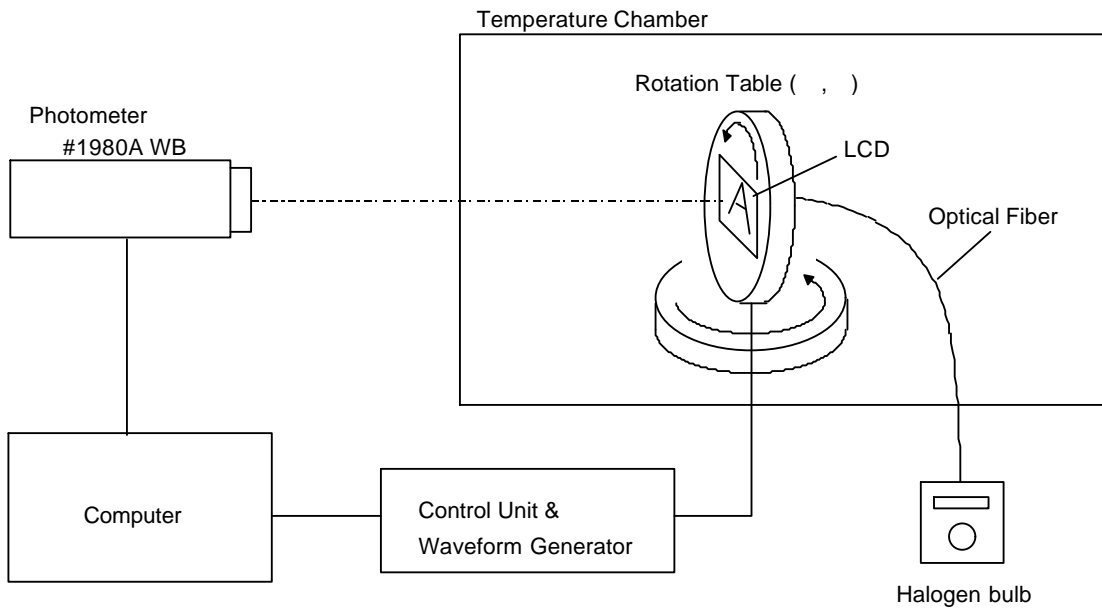 Temperature Chamber
Rotation Table ( , )
Photometer
#1980A WB
LCD
A
Optical Fiber
Computer
Control Unit &
Waveform Generator
Halogen bulb